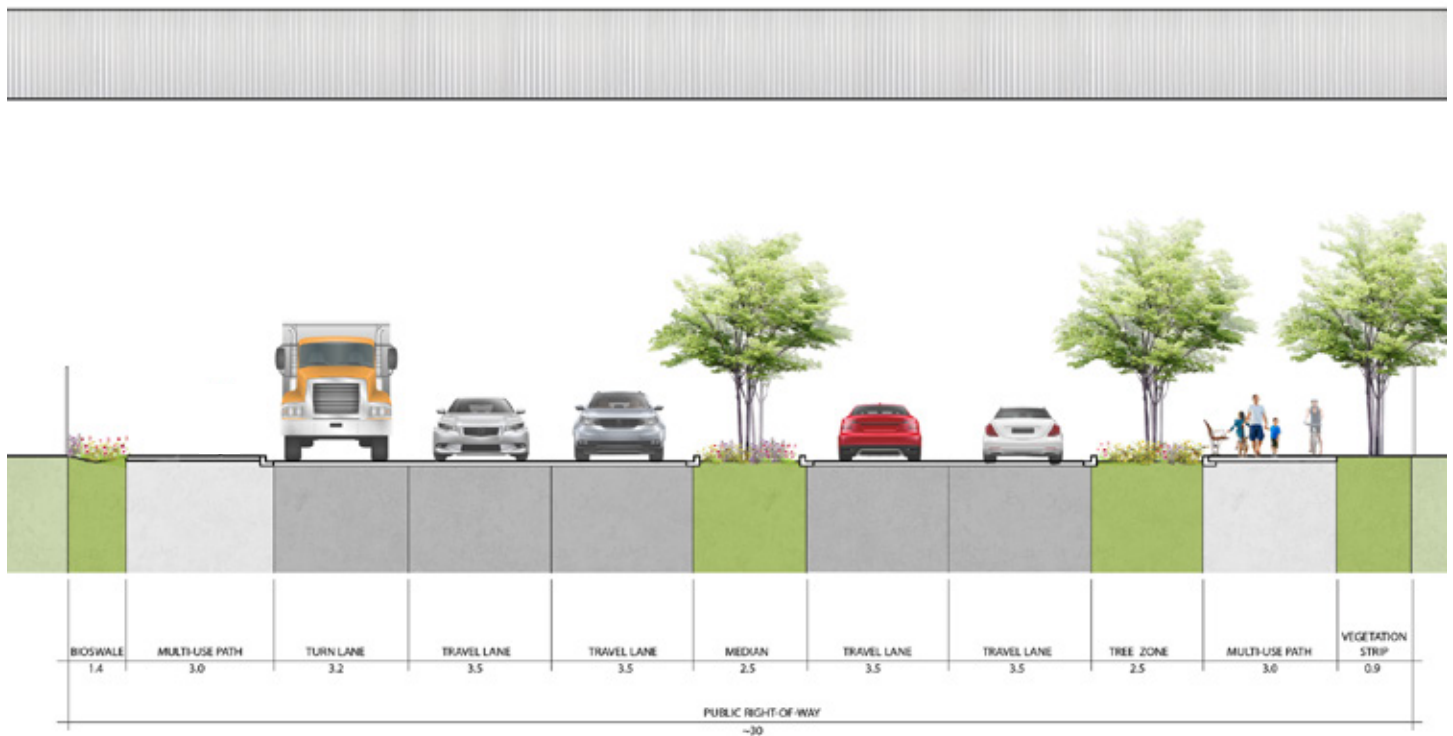 BIOSWALE
1.4
MULTI-USE PATH
3.0
TURN LANE
3.2
TRAVEL LANE
3.5
TRAVEL LANE
3.5
MEDIAN
2.5
TRAVEL LANE
3.5
TRAVEL LANE
3.5
TREE ZONE
2.5
MULTI-USE PATH
3.0
VEGETATION
STRIP
0.9
PUBLIC RIGHT-OF-WAY
~30